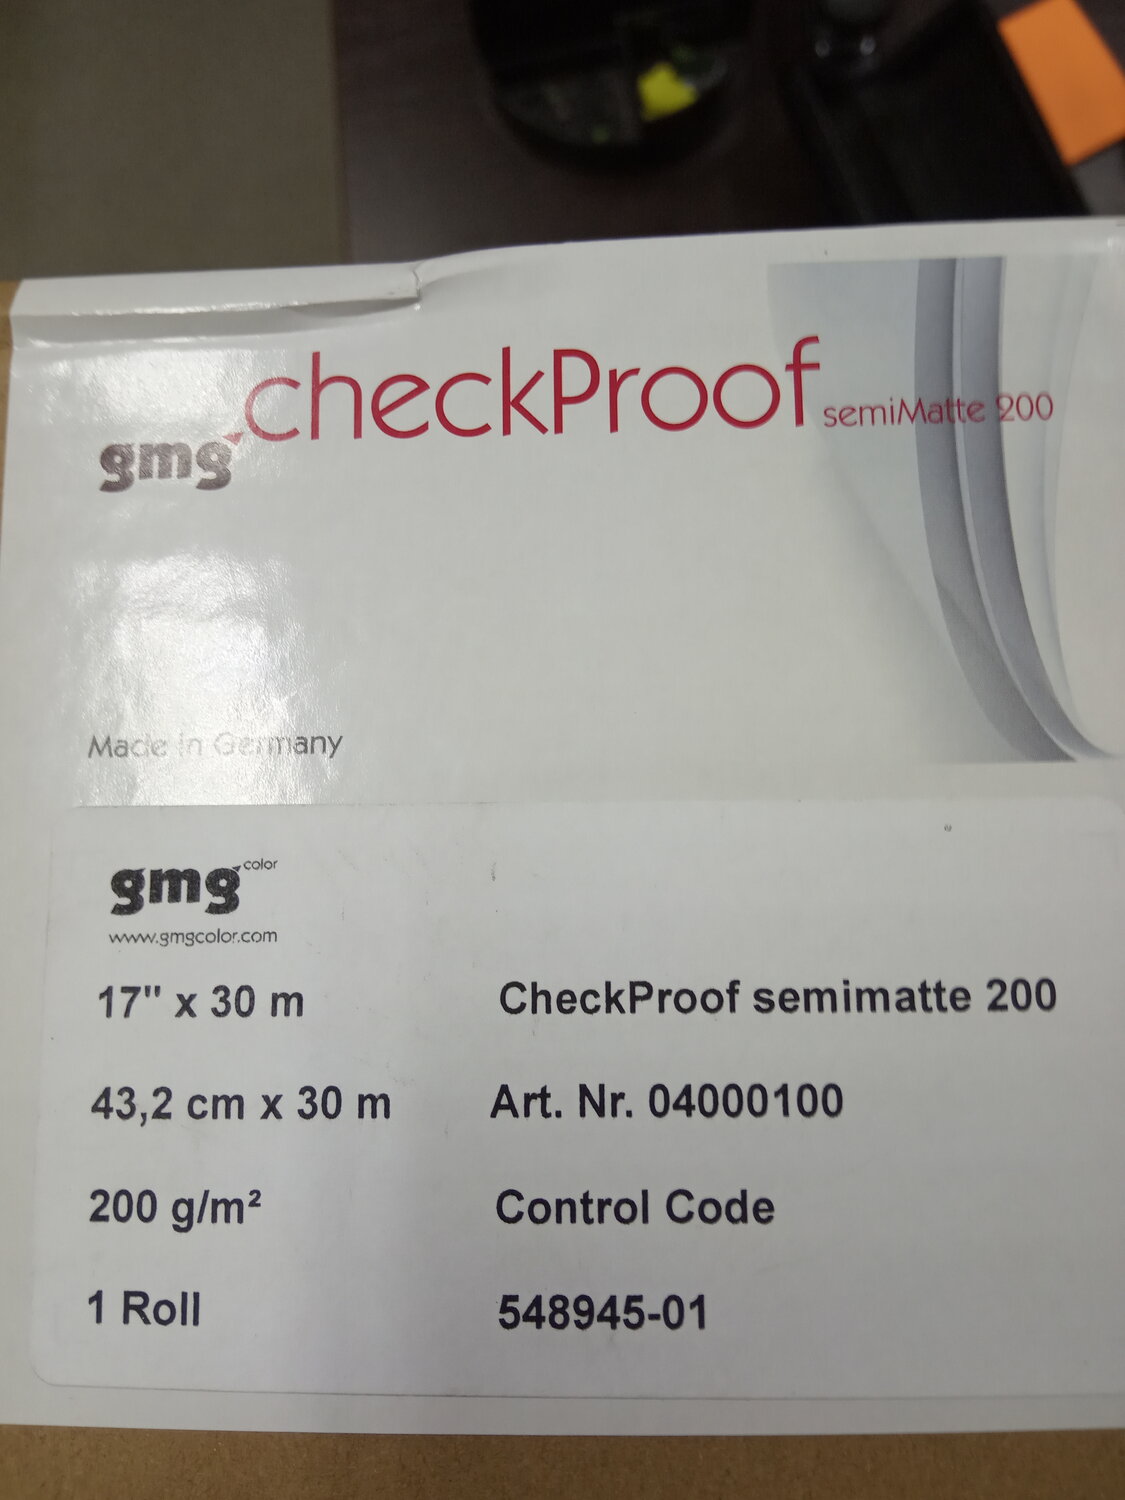 checkProof semiMatte 200
gmg
Made in Germany
gmg color
www.gmgcolor.com
17" x 30 m
CheckProof semimatte 200
43,2 cm x 30 m
Art. Nr. 04000100
200 g/m²
Control Code
1 Roll
548945-01